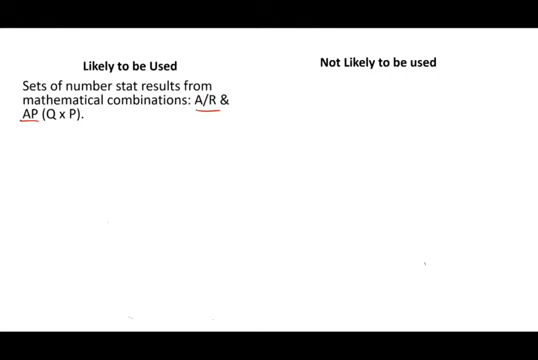 Likely to be Used
Not Likely to be used
Sets of number stat results from
mathematical combinations: A/R &
AP (Q x P).